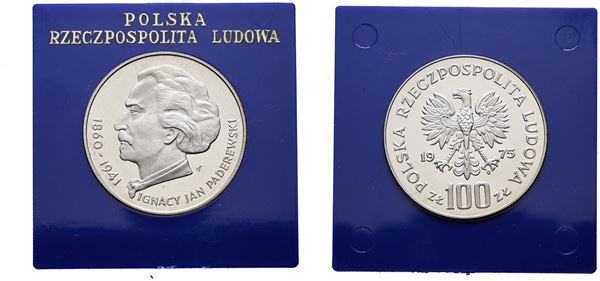 POLSKA
RZECZPOSPOLITA LUDOWA
1860-1941
IGNACY JAN PADEREWSKI
POLSKA RZECZPOSPOLITA LUDOWA
19 75
ZŁ 100 ZŁ